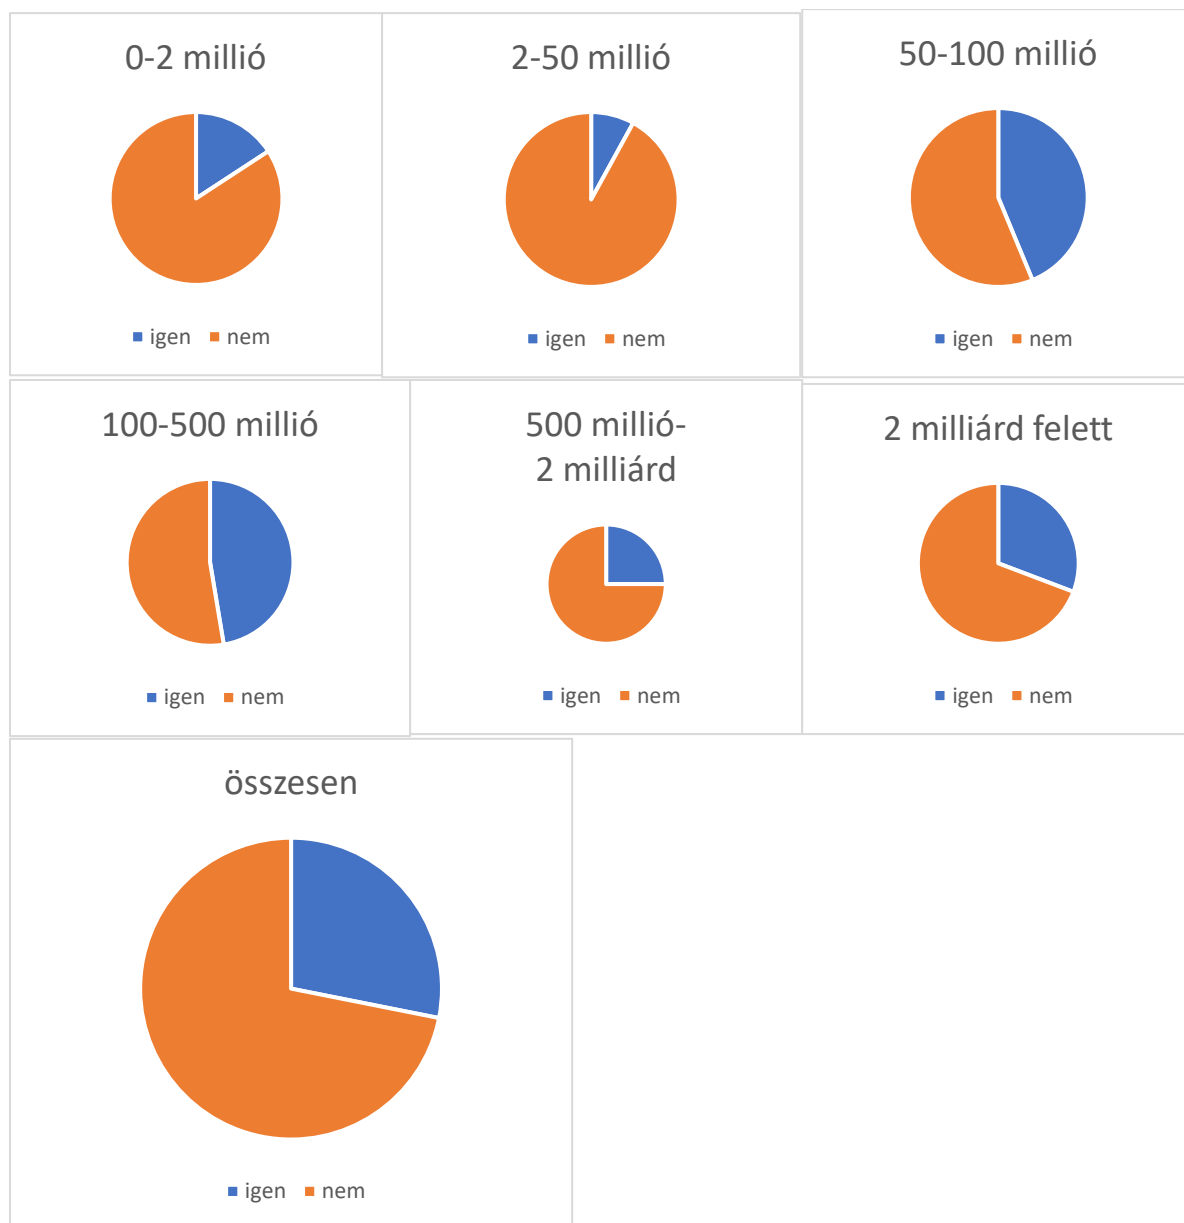 0-2 millió
igen nem
2-50 millió
igen nem
50-100 millió
igen nem
100-500 millió
igen nem
500 millió-
2 milliárd
igen nem
2 milliárd felett
igen nem
összesen
igen nem